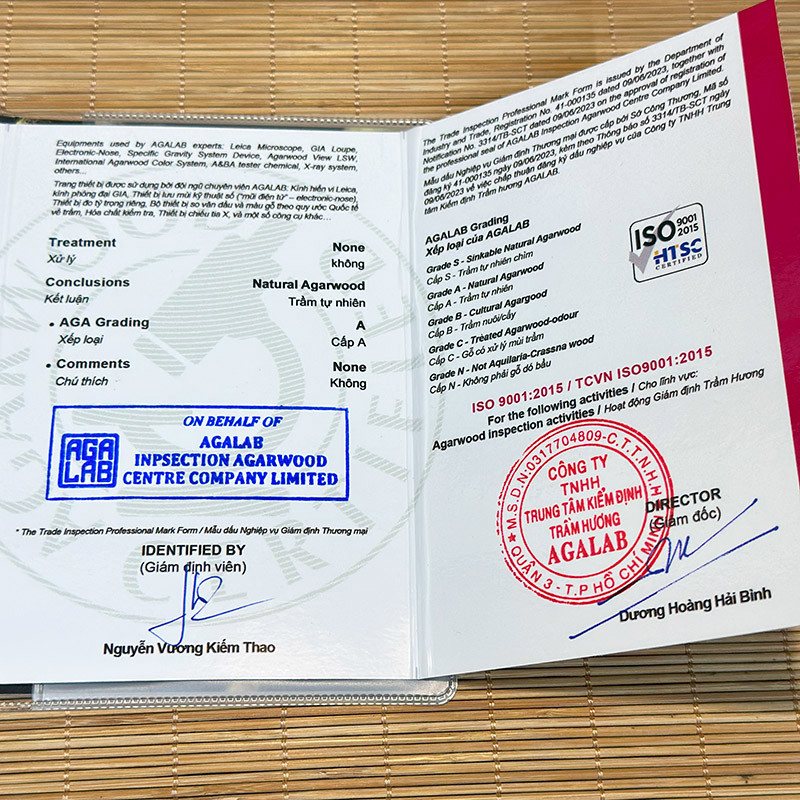 Equipments used by AGALAB experts: Leica Microscope, GIA Loupe,
Electronic-Nose, Specific Gravity System Device, Agarwood View LSW,
International Agarwood Color System, A&BA tester chemical, X-ray system,
others...
Trang thiết bị được sử dụng bởi đội ngũ chuyên viên AGALAB: Kính hiển vi Leica,
kính phóng đại GIA, Thiết bị lưu mùi kỹ thuật số ("mũi điện tử" – electronic-nose),
Thiết bị đo tỷ trọng riêng, Bộ thiết bị so vân dầu và màu gỗ theo quy ước Quốc tế
về trầm, Hóa chất kiểm tra, Thiết bị chiếu tia X, và một số công cụ khác…
Treatment None
Xử lý không
Conclusions Natural Agarwood
Kết luận Trầm tự nhiên
• AGA Grading A
Xếp loại Cấp A
• Comments None
Chú thích Không
ON BEHALF OF
AGALAB
INPSECTION AGARWOOD
CENTRE COMPANY LIMITED
AGA
LAB
* The Trade Inspection Professional Mark Form / Mẫu dấu Nghiệp vụ Giám định Thương mại
IDENTIFIED BY
(Giám định viên)
Nguyễn Vương Kiếm Thao
The Trade Inspection Professional Mark Form is issued by the Department of
Industry and Trade, Registration No. 41-000135 dated 09/06/2023, together with
Notification No. 3314/TB-SCT dated 09/06/2023 on the approval of registration of
the professional seal of AGALAB Inspection Agarwood Centre Company Limited.
Mẫu dấu Nghiệp vụ Giám định Thương mại được cấp bởi Sở Công Thương, Mã số
đăng ký 41-000135 ngày 09/06/2023, kèm theo Thông báo số 3314/TB-SCT ngày
09/06/2023 về việc chấp thuận đăng ký dấu nghiệp vụ của Công ty TNHH Trung
tâm Kiểm định Trầm hương AGALAB.
AGALAB Grading
Xếp loại của AGALAB
Grade S - Sinkable Natural Agarwood
Cấp S - Trầm tự nhiên chìm
Grade A - Natural Agarwood
Cấp A - Trầm tự nhiên
Grade B - Cultural Agargood
Cấp B - Trầm nuôi/cấy
Grade C - Treated Agarwood-odour
Cấp C - Gỗ có xử lý mùi trầm
Grade N - Not Aquilaria-Crassna wood
Cấp N - Không phải gỗ dó bầu
ISO 9001
2015
HTSC
CERTIFIED
ISO 9001:2015 / TCVN ISO9001:2015
For the following activities / Cho lĩnh vực:
Agarwood inspection activities / Hoạt động Giám định Trầm Hương
M.S.D.N:0317704809-C.T.T.N.H.H
CÔNG TY
TNHH
TRUNG TÂM KIỂM ĐỊNH
TRẦM HƯƠNG
AGALAB
QUẬN 3 - T.P HỒ CHÍ MINH
DIRECTOR
(Giám đốc)
Dương Hoàng Hải Bình